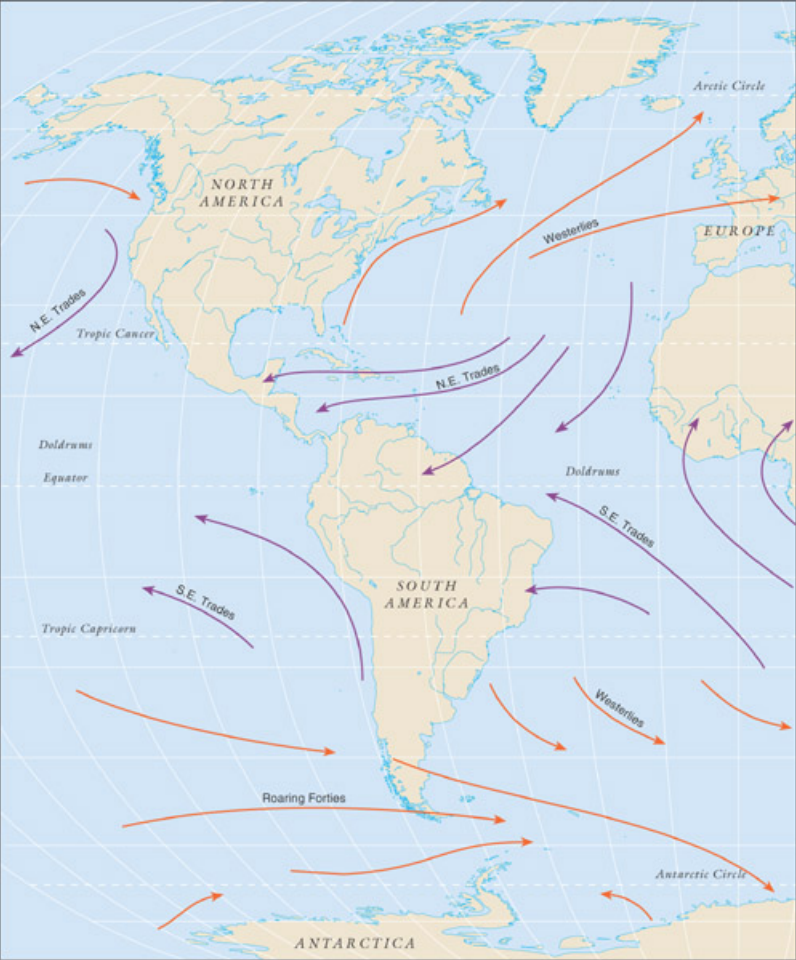 Arctic Circle
NORTH
AMERICA
Westerlies
EUROPE
N.E. Trades
Tropic Cancer
N.E. Trades
Doldrums
Equator
Doldrums
S.E. Trades
SOUTH
AMERICA
S.E. Trades
Tropic Capricorn
Westerlies
Roaring Forties
Antarctic Circle
ANTARCTICA